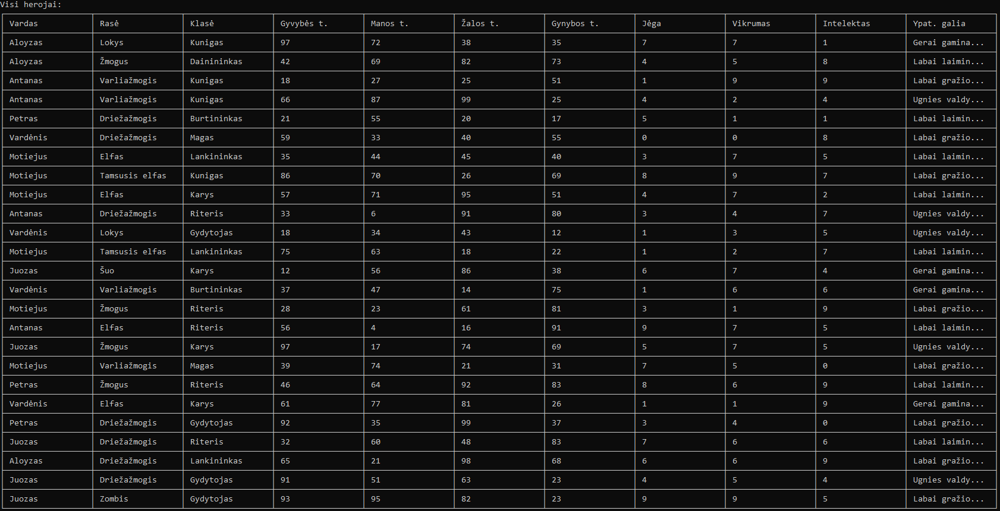 Visi herojai:
Vardas Rasė Klasė Gyvybės t. Manos t. Žalos t. Gynybos t. Jėga Vikrumas Intelektas Ypat. galia
Aloyzas Lokys Kunigas 97 72 38 35 7 7 1 Gerai gamina...
Aloyzas Žmogus Dainininkas 42 69 82 73 4 5 8 Labai laimin...
Antanas Varliažmogis Kunigas 18 27 25 51 1 9 9 Labai gražio...
Antanas Varliažmogis Kunigas 66 87 99 25 4 2 4 Ugnies valdy...
Petras Driežažmogis Burtininkas 21 55 20 17 5 1 1 Labai laimin...
Vardėnis Driežažmogis Magas 59 33 40 55 0 0 8 Labai gražio...
Motiejus Elfas Lankininkas 35 44 45 40 3 7 5 Labai laimin...
Motiejus Tamsusis elfas Kunigas 86 70 26 69 8 9 7 Labai gražio...
Motiejus Elfas Karys 57 71 95 51 4 7 2 Labai laimin...
Antanas Driežažmogis Riteris 33 6 91 80 3 4 7 Ugnies valdy...
Vardėnis Lokys Gydytojas 18 34 43 12 1 3 5 Ugnies valdy...
Motiejus Tamsusis elfas Lankininkas 75 63 18 22 1 2 7 Labai laimin...
Juozas Šuo Karys 12 56 86 38 6 7 4 Gerai gamina...
Vardėnis Varliažmogis Burtininkas 37 47 14 75 1 6 6 Gerai gamina...
Motiejus Žmogus Riteris 28 23 61 81 3 1 9 Labai gražio...
Antanas Elfas Riteris 56 4 16 91 9 7 5 Labai laimin...
Juozas Žmogus Karys 97 17 74 69 5 7 5 Ugnies valdy...
Motiejus Varliažmogis Magas 39 74 21 31 7 5 0 Labai gražio...
Petras Žmogus Riteris 46 64 92 83 8 6 9 Labai laimin...
Vardėnis Elfas Karys 61 77 81 26 1 1 9 Gerai gamina...
Petras Driežažmogis Gydytojas 92 35 99 37 3 4 0 Labai gražio...
Juozas Driežažmogis Riteris 32 60 48 83 7 6 6 Labai laimin...
Aloyzas Driežažmogis Lankininkas 65 21 98 68 6 6 9 Labai gražio...
Juozas Driežažmogis Gydytojas 91 51 63 23 4 5 4 Ugnies valdy...
Juozas Zombis Gydytojas 93 95 82 23 9 9 5 Labai gražio...